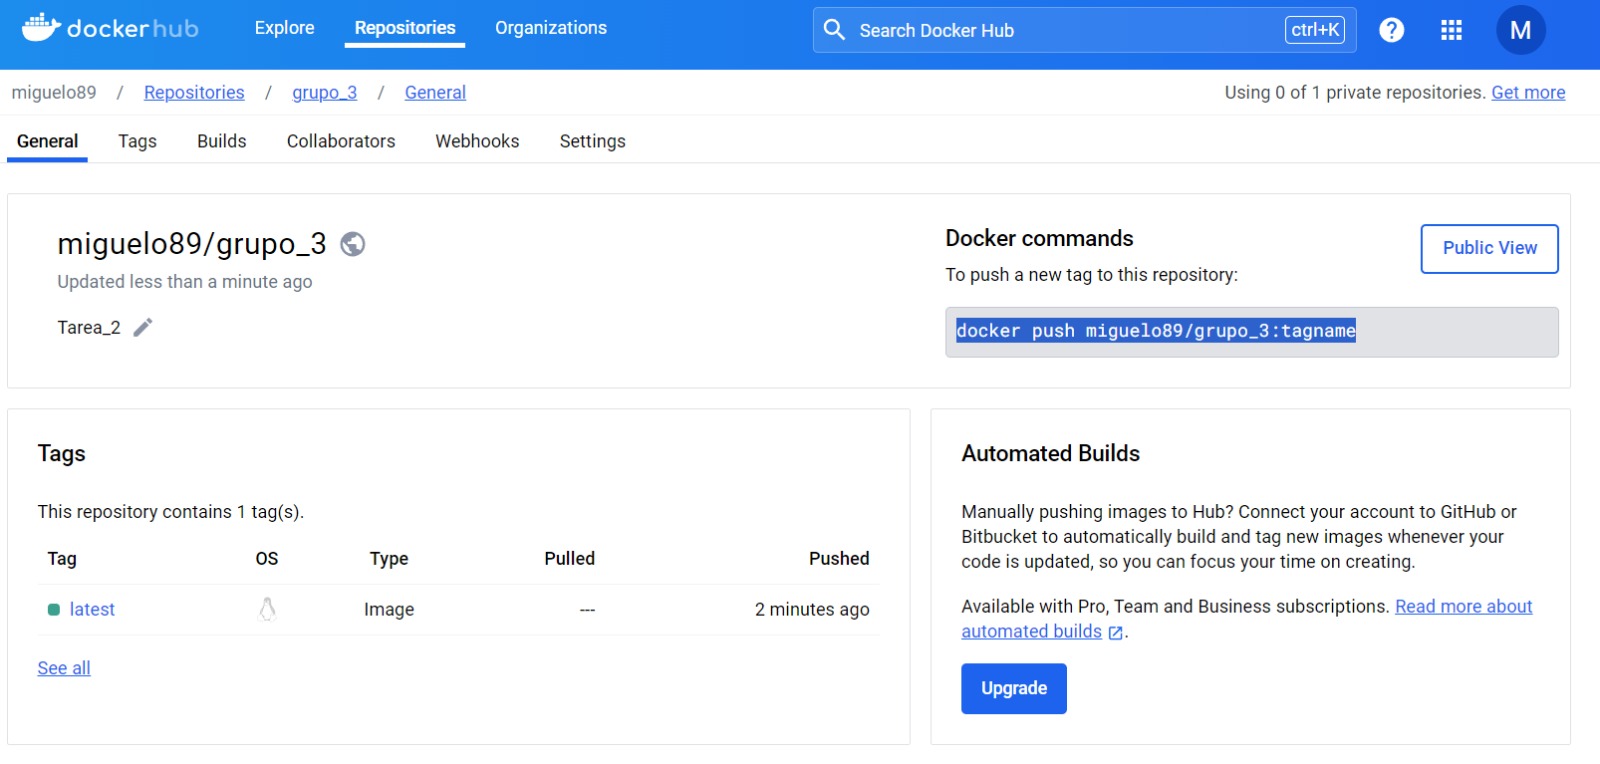 dockerhub Explore Repositories Organizations Search Docker Hub ctrl+K ? M
miguelo89 / Repositories / grupo_3 / General Using 0 of 1 private repositories. Get more
General Tags Builds Collaborators Webhooks Settings
miguelo89/grupo_3
Updated less than a minute ago
Tarea_2
Docker commands
Public View
To push a new tag to this repository:
docker push miguelo89/grupo_3:tagname
Tags
This repository contains 1 tag(s).
Tag OS Type Pulled Pushed
latest Image --- 2 minutes ago
See all
Automated Builds
Manually pushing images to Hub? Connect your account to GitHub or
Bitbucket to automatically build and tag new images whenever your
code is updated, so you can focus your time on creating.
Available with Pro, Team and Business subscriptions. Read more about
automated builds.
Upgrade